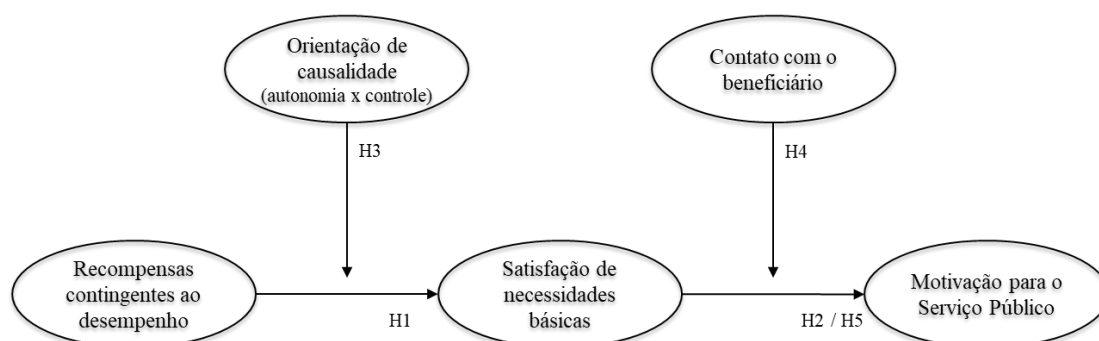 Orientação de
causalidade
(autonomia x controle)
Contato com o
beneficiário
H3
H4
Recompensas
contingentes ao
desempenho
H1
Satisfação de
necessidades
básicas
H2 / H5
Motivação para o
Serviço Público